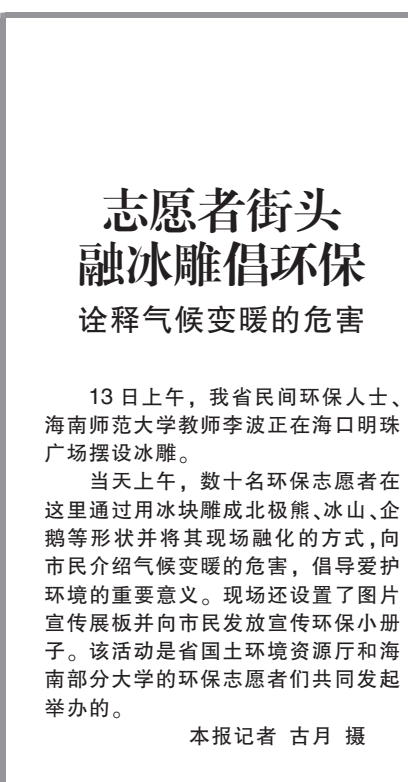 志愿者街头
融冰雕倡环保
诠释气候变暖的危害
13日上午，我省民间环保人士、
海南师范大学教师李波正在海口明珠
广场摆设冰雕。
当天上午，数十名环保志愿者在
这里通过用冰块雕成北极熊、冰山、企
鹅等形状并将其现场融化的方式，向
市民介绍气候变暖的危害，倡导爱护
环境的重要意义。现场还设置了图片
宣传展板并向市民发放宣传环保小册
子。该活动是省国土环境资源厅和海
南部分大学的环保志愿者们共同发起
举办的。
本报记者 古月 摄